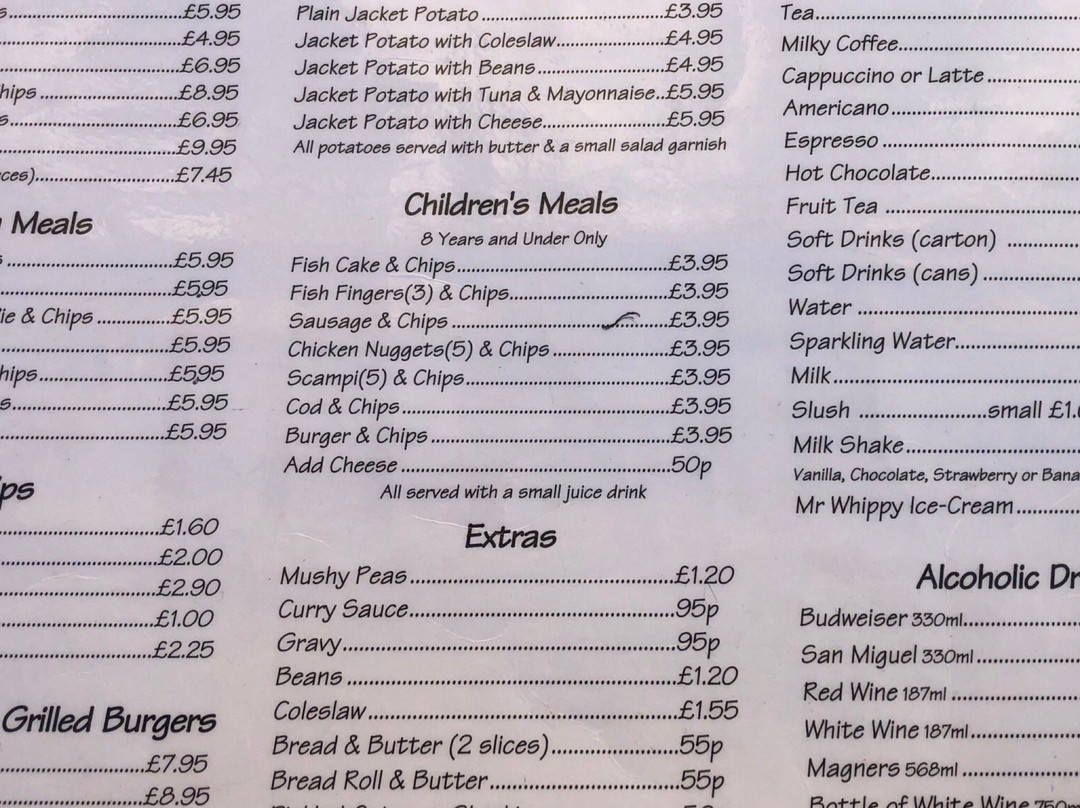 £5.95
£4.95
£6.95
hips £8.95
£6.95
£9.95
ces) £7.45
Meals
£5.95
£5.95
ie & Chips £5.95
£5.95
hips £5.95
£5.95
£5.95
ps
£1.60
£2.00
£2.90
£1.00
£2.25
Grilled Burgers
£7.95
£8.95
Plain Jacket Potato £3.95
Jacket Potato with Coleslaw £4.95
Jacket Potato with Beans £4.95
Jacket Potato with Tuna & Mayonnaise £5.95
Jacket Potato with Cheese £5.95
All potatoes served with butter & a small salad garnish
Children's Meals
8 Years and Under Only
Fish Cake & Chips £3.95
Fish Fingers(3) & Chips £3.95
Sausage & Chips £3.95
Chicken Nuggets(5) & Chips £3.95
Scampi(5) & Chips £3.95
Cod & Chips £3.95
Burger & Chips £3.95
Add Cheese 50p
All served with a small juice drink
Extras
Mushy Peas £1.20
Curry Sauce 95p
Gravy 95p
Beans £1.20
Coleslaw £1.55
Bread & Butter (2 slices) 55p
Bread Roll & Butter 55p
Tea
Milky Coffee
Cappuccino or Latte
Americano
Espresso
Hot Chocolate
Fruit Tea
Soft Drinks (carton)
Soft Drinks (cans)
Water
Sparkling Water
Milk
Slush small £1.
Milk Shake
Vanilla, Chocolate, Strawberry or Bana
Mr Whippy Ice-Cream
Alcoholic Dr
Budweiser 330ml
San Miguel 330ml
Red Wine 187ml
White Wine 187ml
Magners 568ml
Bottle of White Wine 750